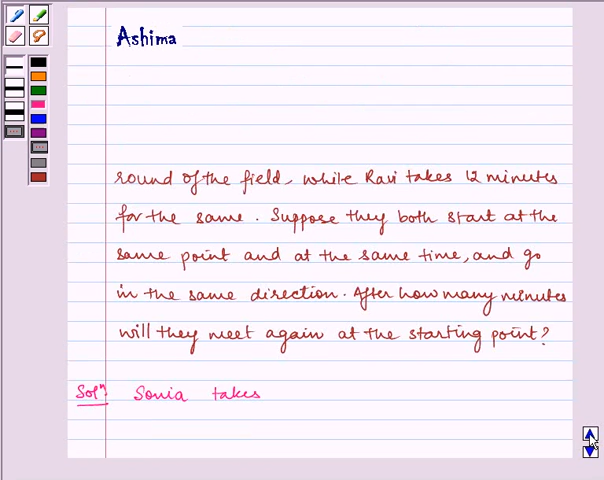 Ashima
round of the field, while Ravi takes 12 minutes
for the same. Suppose they both start at the
same point and at the same time, and go
in the same direction. After how many minutes
will they meet again at the starting point?
Solⁿ Sonia takes